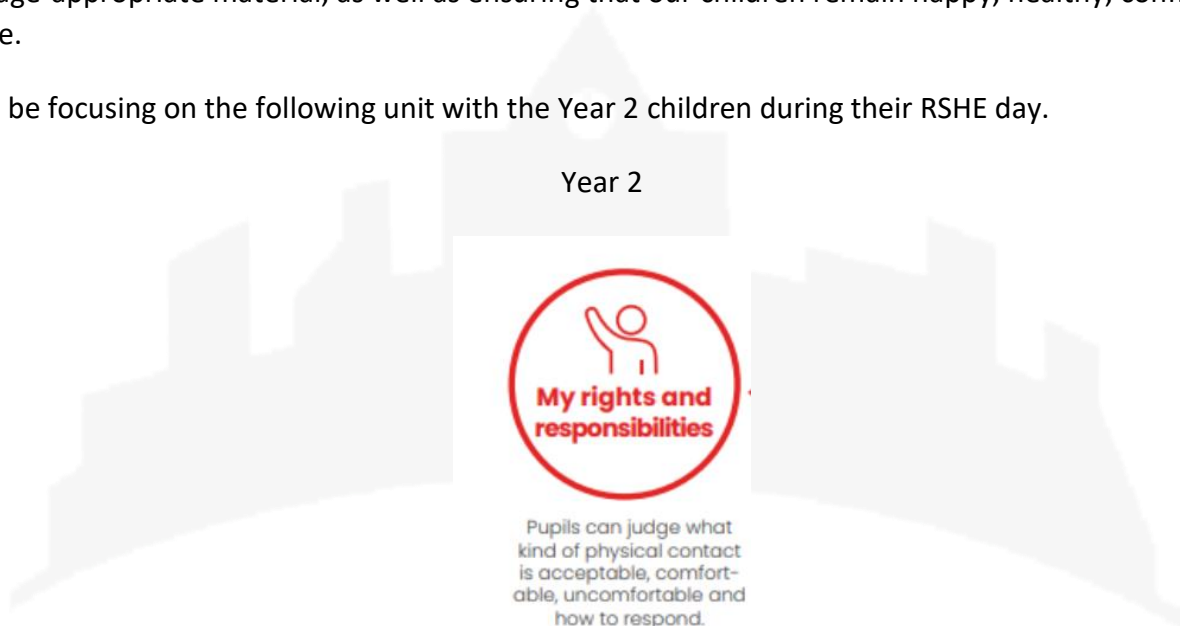 age-appropriate material, as well as ensuring that our children remain happy, healthy,
e.
be focusing on the following unit with the Year 2 children during their RSHE day.
Year 2
My rights and
responsibilities
Pupils can judge what
kind of physical contact
is acceptable, comfort-
able, uncomfortable and
how to respond.